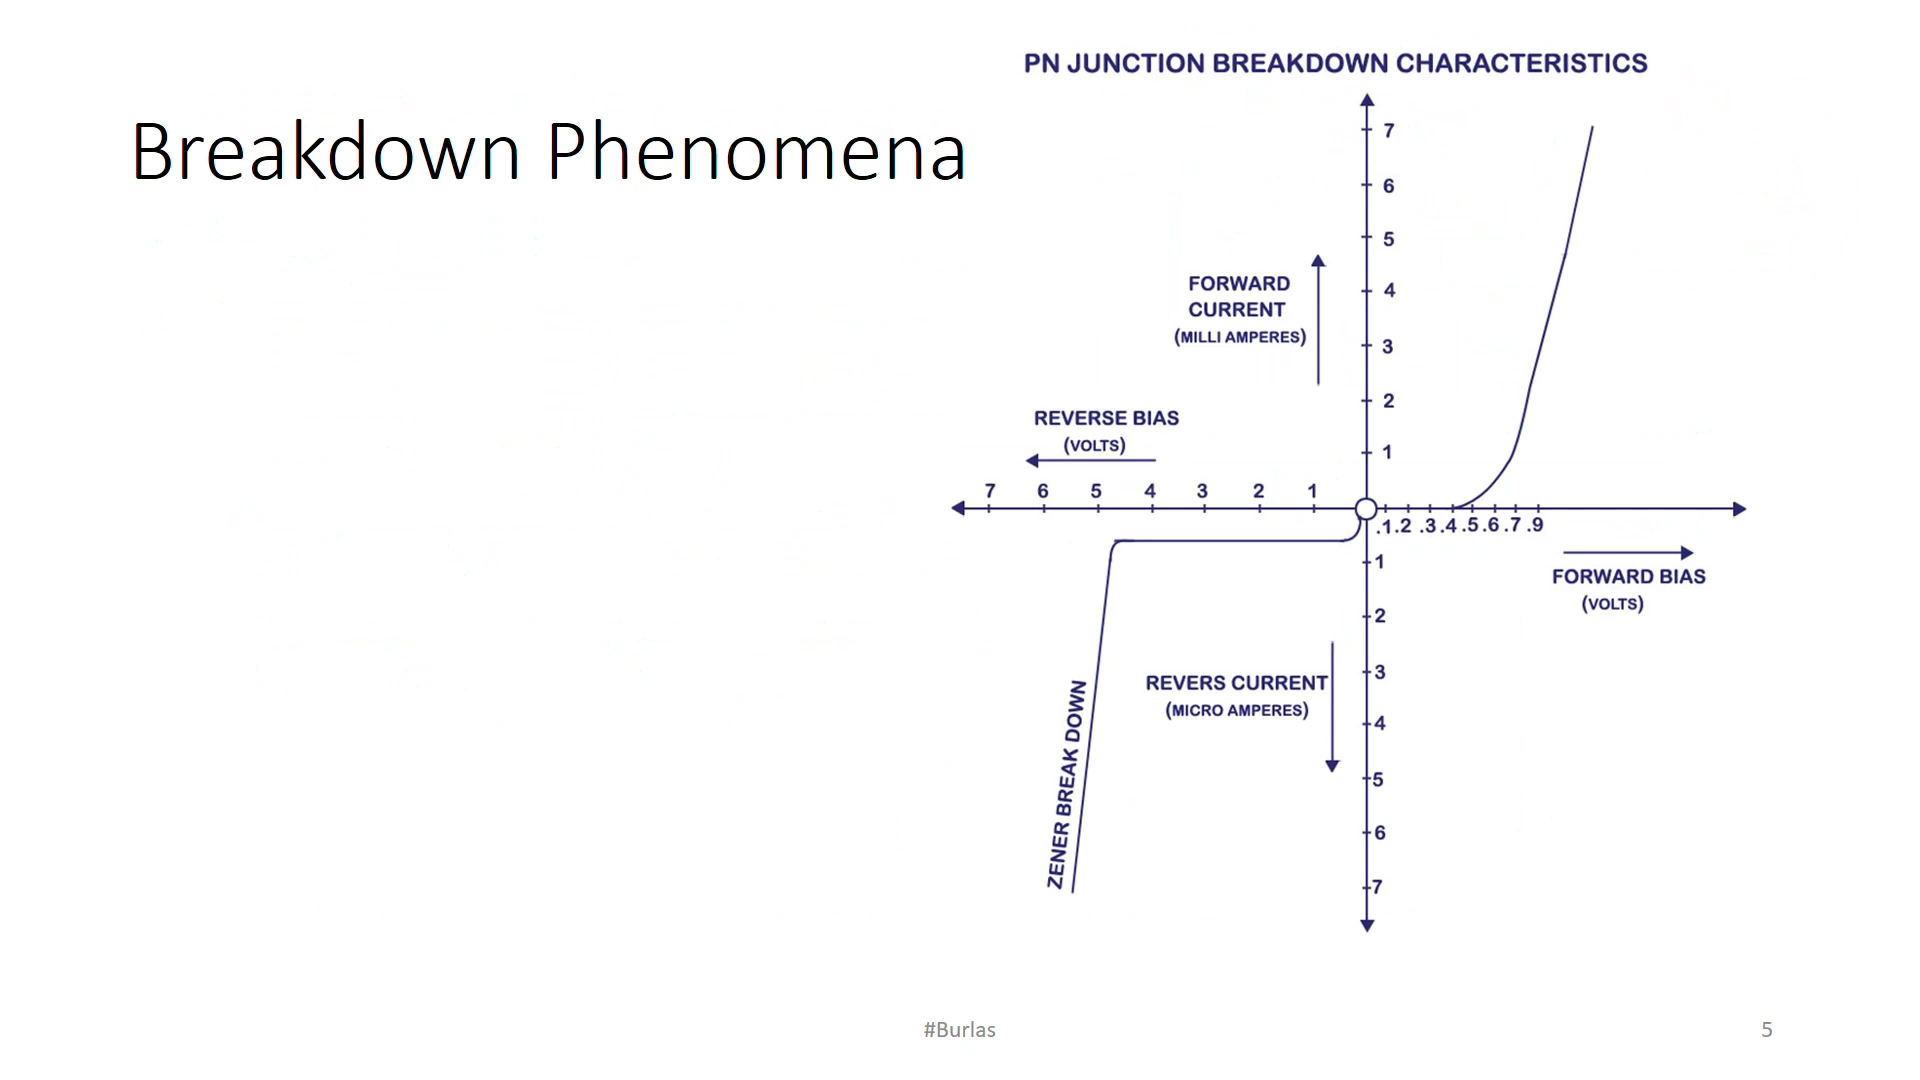 PN JUNCTION BREAKDOWN CHARACTERISTICS
Breakdown Phenomena
7
6
5
4
3
2
1
FORWARD
CURRENT
(MILLI AMPERES)
REVERSE BIAS
(VOLTS)
7 6 5 4 3 2 1
.1 .2 .3 .4 .5 .6 .7 .9
FORWARD BIAS
(VOLTS)
1
2
3
4
5
6
7
REVERS CURRENT
(MICRO AMPERES)
ZENER BREAK DOWN
#Burlas
5